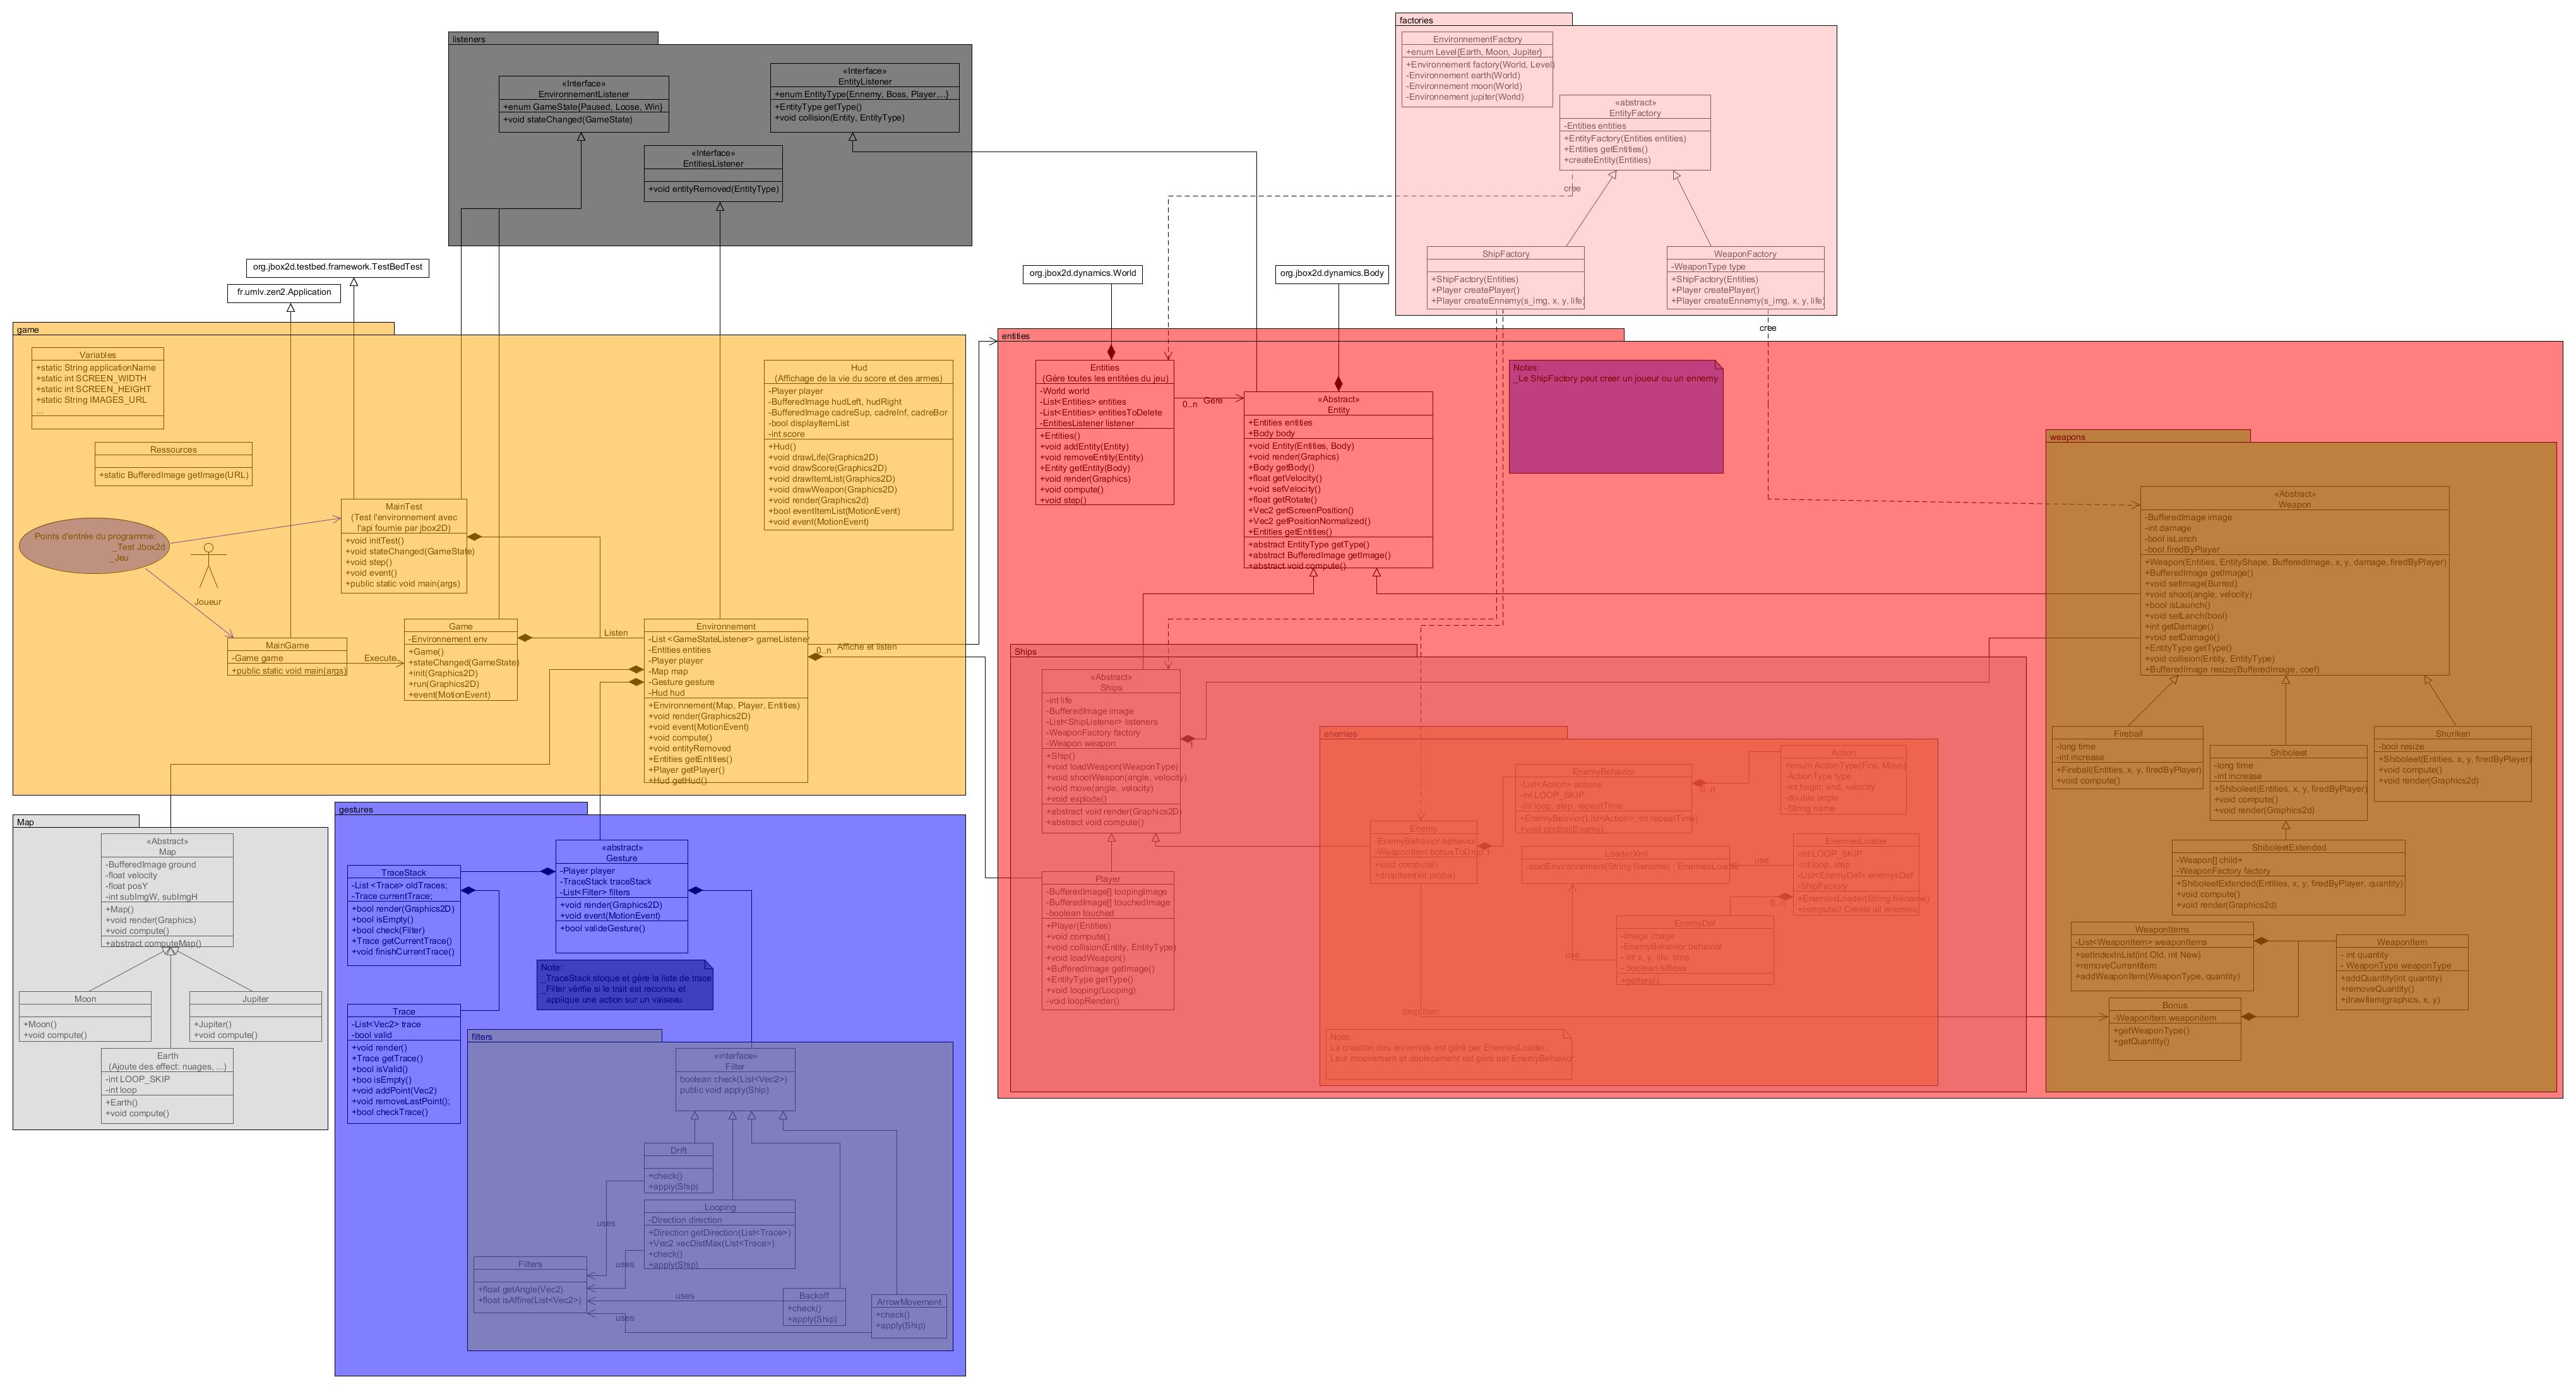 factories
EnvironnementFactory
+enum Level{Earth, Moon, Jupiter}
+Environnement factory(World, Level)
-Environnement earth(World)
-Environnement moon(World)
-Environnement jupiter(World)
«abstract»
EntityFactory
-Entities entities
+EntityFactory(Entities entities)
+Entities getEntities()
+createEntity(Entities)
cree
ShipFactory
+ShipFactory(Entities)
+Player createPlayer()
+Player createEnnemy(s_img, x, y, life)
WeaponFactory
-WeaponType type
+ShipFactory(Entities)
+Player createPlayer()
+Player createEnnemy(s_img, x, y, life)
cree
listeners
«Interface»
EnvironnementListener
+enum GameState{Paused, Loose, Win}
+void stateChanged(GameState)
«Interface»
EntityListener
+enum EntityType{Ennemy, Boss, Player,...}
+EntityType getType()
+void collision(Entity, EntityType)
«Interface»
EntitiesListener
+void entityRemoved(EntityType)
org.jbox2d.testbed.framework.TestBedTest
fr.umlv.zen2.Application
org.jbox2d.dynamics.World
org.jbox2d.dynamics.Body
game
Variables
+static String applicationName
+static int SCREEN_WIDTH
+static int SCREEN_HEIGHT
+static String IMAGES_URL
...
Ressources
+static BufferedImage getImage(URL)
Points d'entrée du programme:
_Test Jbox2d
_Jeu
Joueur
MainTest
(Test l'environement avec
l'api fournie par jbox2D)
+void initTest()
+void stateChanged(GameState)
+void step()
+void event()
+public static void main(args)
MainGame
-Game game
+public static void main(args)
Execute
Game
-Environnement env
+Game()
+stateChanged(GameState)
+init(Graphics2D)
+run(Graphics2D)
+event(MotionEvent)
Listen
Hud
(Affichage de la vie du score et des armes)
-Player player
-BufferedImage hudLeft, hudRight
-BufferedImage cadreSup, cadreInf, cadreBor
-bool displayItemList
-int score
+Hud()
+void drawLife(Graphics2D)
+void drawScore(Graphics2D)
+void drawItemList(Graphics2D)
+void drawWeapon(Graphics2D)
+void render(Graphics2d)
+bool eventItemList(MotionEvent)
+void event(MotionEvent)
Environnement
-List <GameStateListener> gameListener
-Entities entities
-Player player
-Map map
-Gesture gesture
-Hud hud
+Environnement(Map, Player, Entities)
+void render(Graphics2D)
+void event(MotionEvent)
+void compute()
+void entityRemoved
+Entities getEntities()
+Player getPlayer()
+Hud getHud()
0..n
Affiche et listen
Map
«Abstract»
Map
-BufferedImage ground
-float velocity
-float posY
-int subImgW, subImgH
+Map()
+void render(Graphics)
+void compute()
+abstract computeMap()
Moon
+Moon()
+void compute()
Jupiter
+Jupiter()
+void compute()
Earth
(Ajoute des effect: nuages, ...)
-int LOOP_SKIP
-int loop
+Earth()
+void compute()
gestures
«abstract»
Gesture
-Player player
-TraceStack traceStack
-List<Filter> filters
+void render(Graphics2D)
+void event(MotionEvent)
+bool valideGesture()
TraceStack
-List <Trace> oldTraces;
-Trace currentTrace;
+bool render(Graphics2D)
+bool isEmpty()
+bool check(Filter)
+Trace getCurrentTrace()
+void finishCurrentTrace()
Note:
_TraceStack stoque et gère la liste de trace
_Filter vérifie si le trait est reconnu et
applique une action sur un vaiseau
Trace
-List<Vec2> trace
-bool valid
+void render()
+Trace getTrace()
+bool isValid()
+bo isEmpty()
+void addPoint(Vec2)
+void removeLastPoint();
+bool checkTrace()
filters
«interface»
Filter
boolean check(List<Vec2>)
public void apply(Ship)
Drift
+check()
+apply(Ship)
uses
Looping
-Direction direction
+Direction getDirection(List<Trace>)
+Vec2 vecDistMax(List<Trace>)
+check()
+apply(Ship)
uses
Filters
+float getAngle(Vec2)
+float isAffine(List<Vec2>)
uses
uses
Backoff
+check()
+apply(Ship)
ArrowMovement
+check()
+apply(Ship)
entities
Entities
(Gère toutes les entitées du jeu)
-World world
-List<Entities> entities
-List<Entities> entitiesToDelete
-EntitiesListener listener
+Entities()
+void addEntity(Entity)
+void removeEntity(Entity)
+Entity getEntity(Body)
+void render(Graphics)
+void compute()
+void step()
0..n
Gere
«Abstract»
Entity
+Entities entities
+Body body
+void Entity(Entities, Body)
+void render(Graphics)
+Body getBody()
+float getVelocity()
+void setVelocity()
+float getRotate()
+Vec2 getScreenPosition()
+Vec2 getPositionNormalized()
+Entities getEntities()
+abstract EntityType getType()
+abstract BufferedImage getImage()
+abstract void compute()
Notes:
_Le ShipFactory peut creer un joueur ou un ennemy
Ships
«Abstract»
Ships
-int life
-BufferedImage image
-List<ShipListener> listeners
-WeaponFactory factory
-Weapon weapon
+Ship()
+void loadWeapon(WeaponType)
+void shootWeapon(angle, velocity)
+void move(angle, velocity)
+void explode()
+abstract void render(Graphics2D)
+abstract void compute()
1
Player
-BufferedImage[] loopingImage
-BufferedImage[] touchedImage
-boolean touched
+Player(Entities)
+void compute()
+void collision(Entity, EntityType)
+void loadWeapon()
+BufferedImage getImage()
+EntityType getType()
+void looping(Looping)
-void loopRender()
enemies
EnemyBehavior
-List<Action> actions
-int LOOP_SKIP
-int loop, step, repeatTime
+EnemyBeavior(List<Action>, int repeatTime)
+void control(Enemy)
0..n
Action
+enum ActionType(Fire, Move)
-ActionType type
-int begin, end, velocity
-double angle
-String name
Enemy
-EnemyBehavior behavior
-WeaponItem bonusToDrop
+void compute()
+dropItem(int proba)
1
LoaderXml
-loadEnvironment(String filename) : EnemiesLoader
use
EnemiesLoader
-int LOOP_SKIP
-int loop, step
-List<EnemyDef> enemysDef
-ShipFactory
+EnemiesLoader(String filename)
+compute// Create all enemies
0..n
EnemyDef
-Image image
-EnemyBehavior behavior
- int x, y, life, time
- boolean isBoss
+getters()
use
drop item
Note:
La creation des ennemies est géré par EnemiesLoader.
Leur mouvement et déplacement est géré par EnemyBehavior
weapons
«Abstract»
Weapon
-BufferedImage image
-int damage
-bool isLanch
-bool firedByPlayer
+Weapon(Entities, EntityShape, BufferedImage, x, y, damage, firedByPlayer)
+BufferedImage getImage()
+void setImage(Burred)
+void shoot(angle, velocity)
+bool isLaunch()
+void setLanch(bool)
+int getDamage()
+void setDamage()
+EntityType getType()
+void collision(Entity, EntityType)
+BufferedImage resize(BufferedImage, coef)
Fireball
-long time
-int increase
+Fireball(Entities, x, y, firedByPlayer)
+void compute()
Shiboleet
-long time
-int increase
+Shiboleet(Entities, x, y, firedByPlayer)
+void compute()
+void render(Graphics2d)
Shuriken
-bool resize
+Shiboleet(Entities, x, y, firedByPlayer)
+void compute()
+void render(Graphics2d)
ShiboleetExtended
-Weapon[] child+
-WeaponFactory factory
+ShiboleetExtended(Entities, x, y, firedByPlayer, quantity)
+void compute()
+void render(Graphics2d)
WeaponItems
-List<WeaponItem> weaponItems
+setIndexInList(int Old, int New)
+removeCurrentItem
+addWeaponItem(WeaponType, quantity)
WeaponItem
- int quantity
- WeaponType weaponType
+addQuantity(int quantity)
+removeQuantity()
+drawItem(graphics, x, y)
Bonus
-WeaponItem weaponitem
+getWeaponType()
+getQuantity()